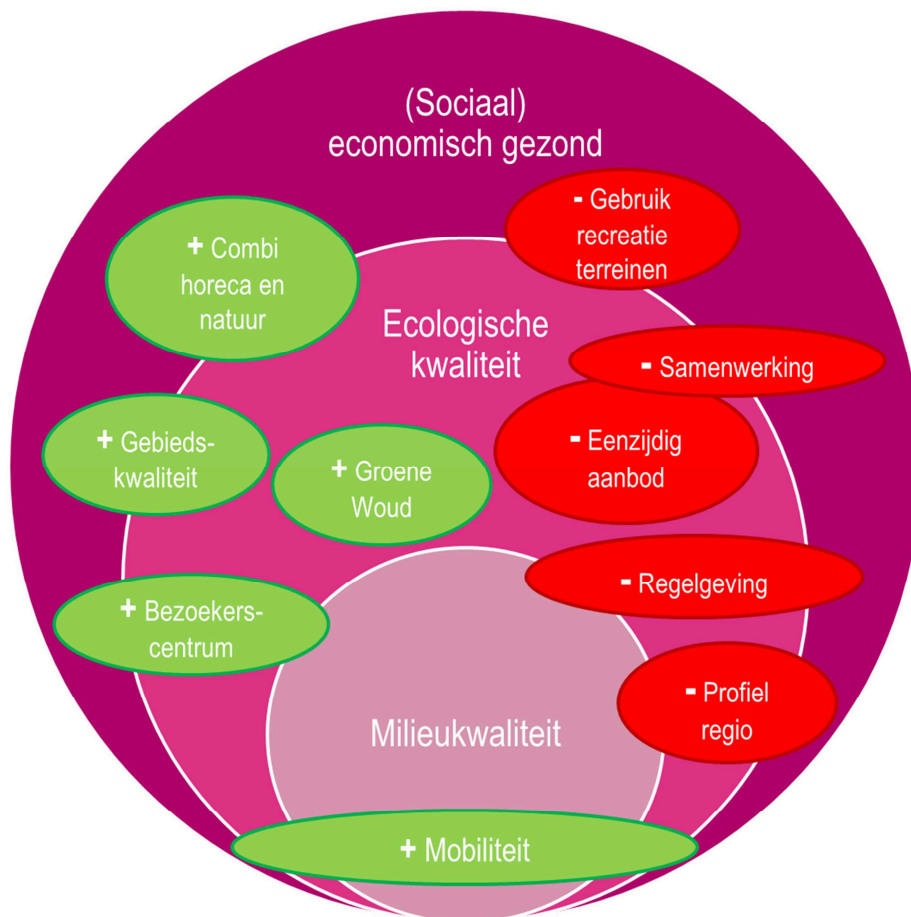 (Sociaal)
economisch gezond
- Gebruik
recreatie
terreinen
+ Combi
horeca en
natuur
Ecologische
kwaliteit
- Samenwerking
+ Gebieds-
kwaliteit
- Eenzijdig
aanbod
+ Groene
Woud
- Regelgeving
+ Bezoekers-
centrum
- Profiel
regio
Milieukwaliteit
+ Mobiliteit